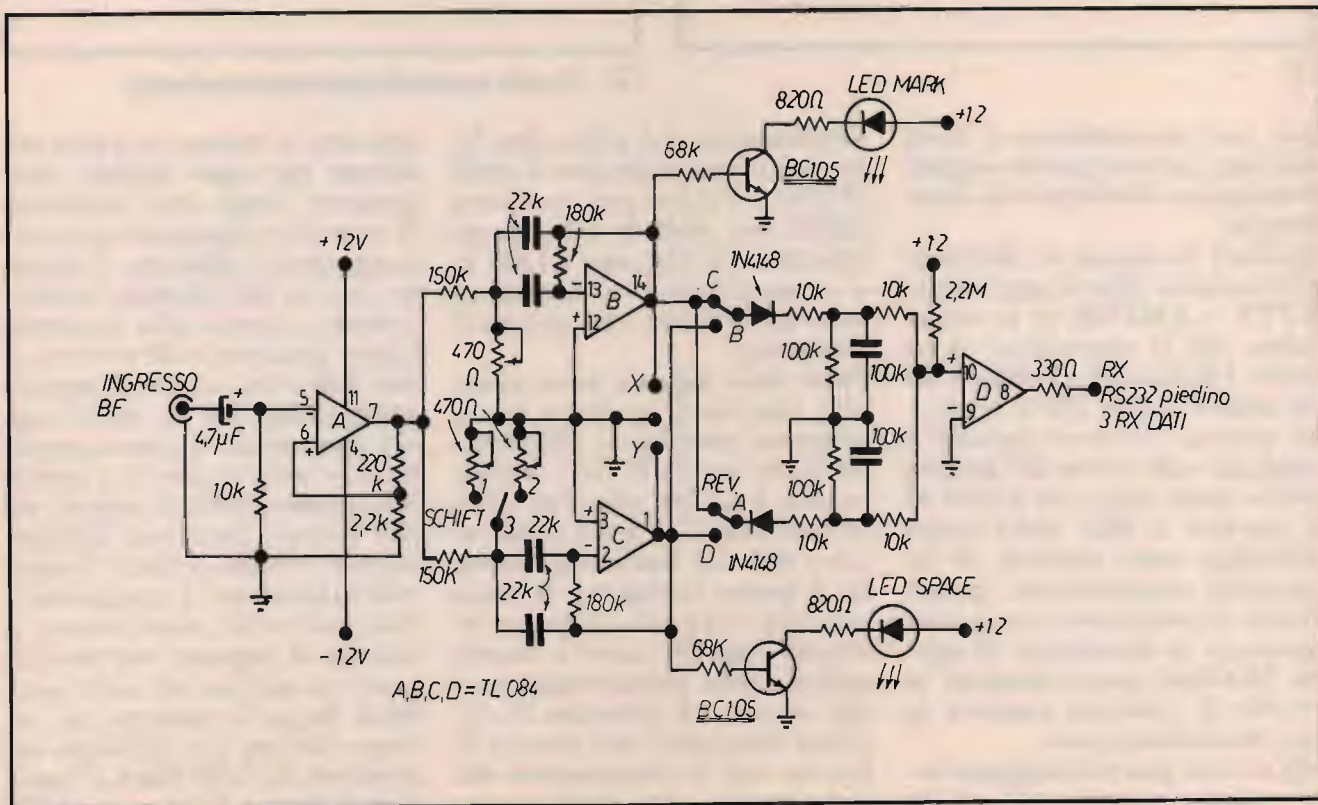 LED MARK
820Ω
+12
68k
BC105
22k
180k
+12V
150k
1N4148
+12
C
10k
10k
2,2M
-
13
B
14
+
12
B
470
Ω
100k
100k
+
10
D
8
-
9
330Ω
RX
RS232 piedino
3 RX DATI
INGRESSO
BF
+
4,7µF
5
-
11
A
7
6
+
4
X
470Ω
220
k
10k
2,2k
Y
100k
100k
1
2
SCHIFT
3
REV.
A
+
3
C
1
-
2
D
1N4148
10k
10k
150k
22k
22k
180k
-12V
LED SPACE
820Ω
+12
68K
BC105
A,B,C,D = TL 084